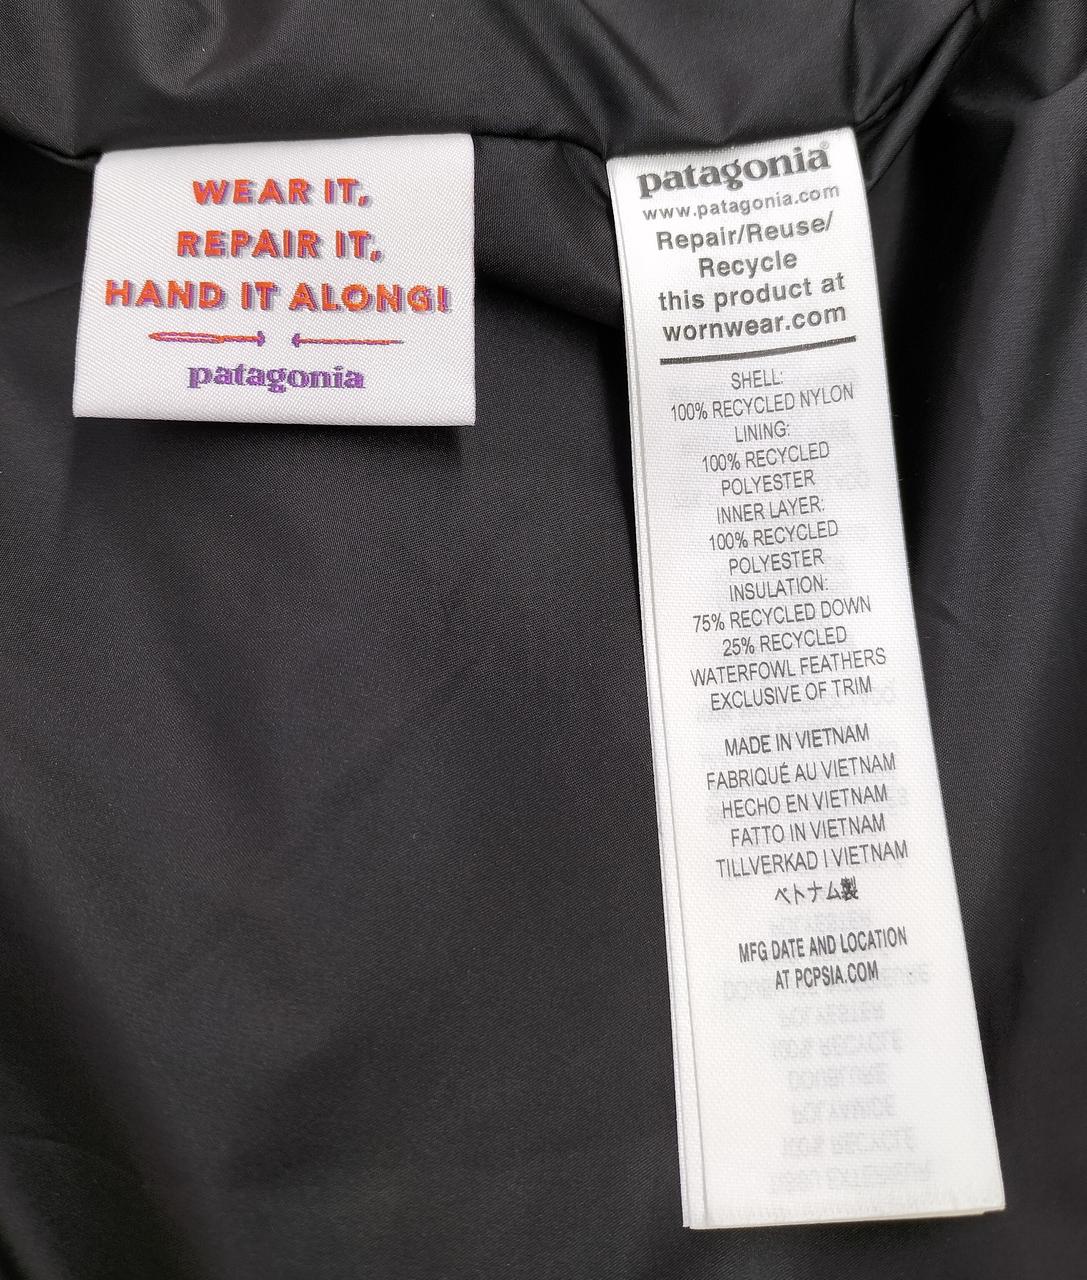 WEAR IT,
REPAIR IT,
HAND IT ALONG!
patagonia
patagonia®
www.patagonia.com
Repair/Reuse/
Recycle
this product at
wornwear.com
SHELL:
100% RECYCLED NYLON
LINING:
100% RECYCLED
POLYESTER
INNER LAYER:
100% RECYCLED
POLYESTER
INSULATION:
75% RECYCLED DOWN
25% RECYCLED
WATERFOWL FEATHERS
EXCLUSIVE OF TRIM
MADE IN VIETNAM
FABRIQUÉ AU VIETNAM
HECHO EN VIETNAM
FATTO IN VIETNAM
TILLVERKAD I VIETNAM
ベトナム製
MFG DATE AND LOCATION
AT PCPSIA.COM